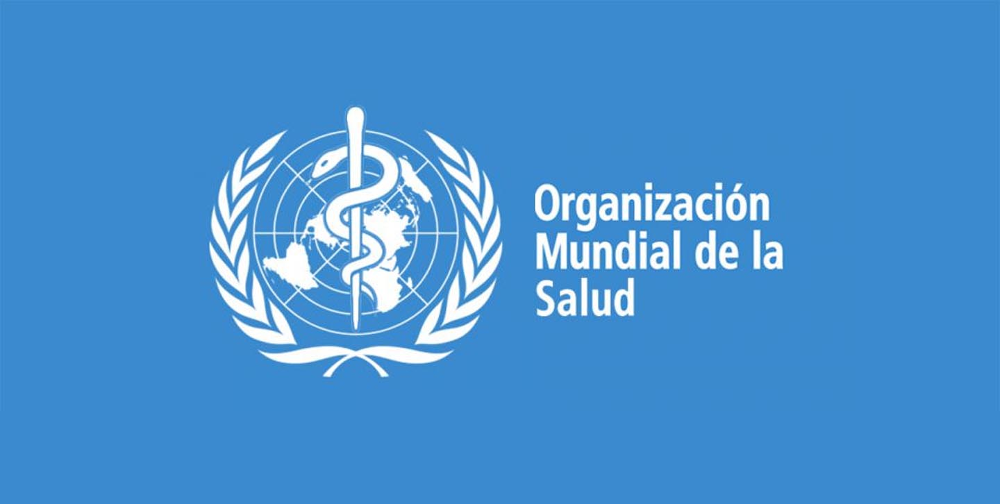 Organización
Mundial de la
Salud